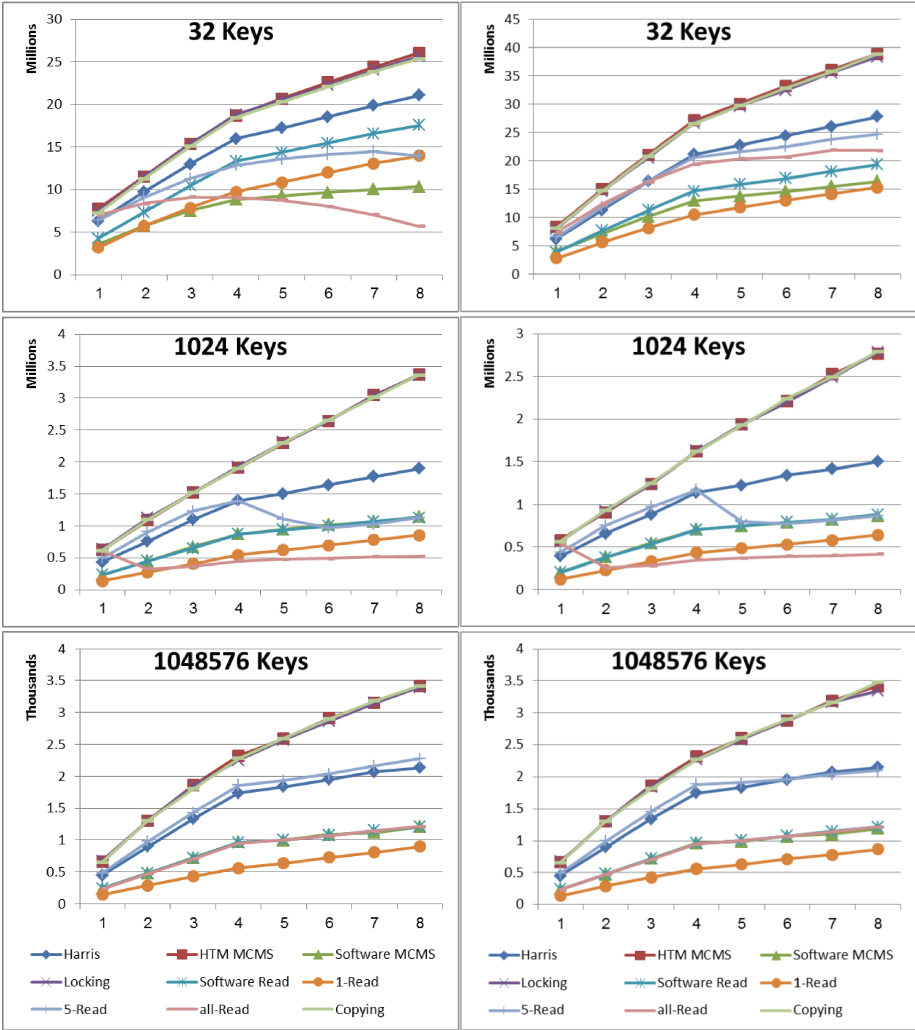 32 Keys
Millions
30
25
20
15
10
5
0
1 2 3 4 5 6 7 8
32 Keys
Millions
45
40
35
30
25
20
15
10
5
0
1 2 3 4 5 6 7 8
1024 Keys
Millions
4
3.5
3
2.5
2
1.5
1
0.5
0
1 2 3 4 5 6 7 8
1024 Keys
Millions
3
2.5
2
1.5
1
0.5
0
1 2 3 4 5 6 7 8
1048576 Keys
Thousands
4
3.5
3
2.5
2
1.5
1
0.5
0
1 2 3 4 5 6 7 8
Harris HTM MCMS Software MCMS
Locking Software Read 1-Read
5-Read all-Read Copying
1048576 Keys
Thousands
4
3.5
3
2.5
2
1.5
1
0.5
0
1 2 3 4 5 6 7 8
Harris HTM MCMS Software MCMS
Locking Software Read 1-Read
5-Read all-Read Copying